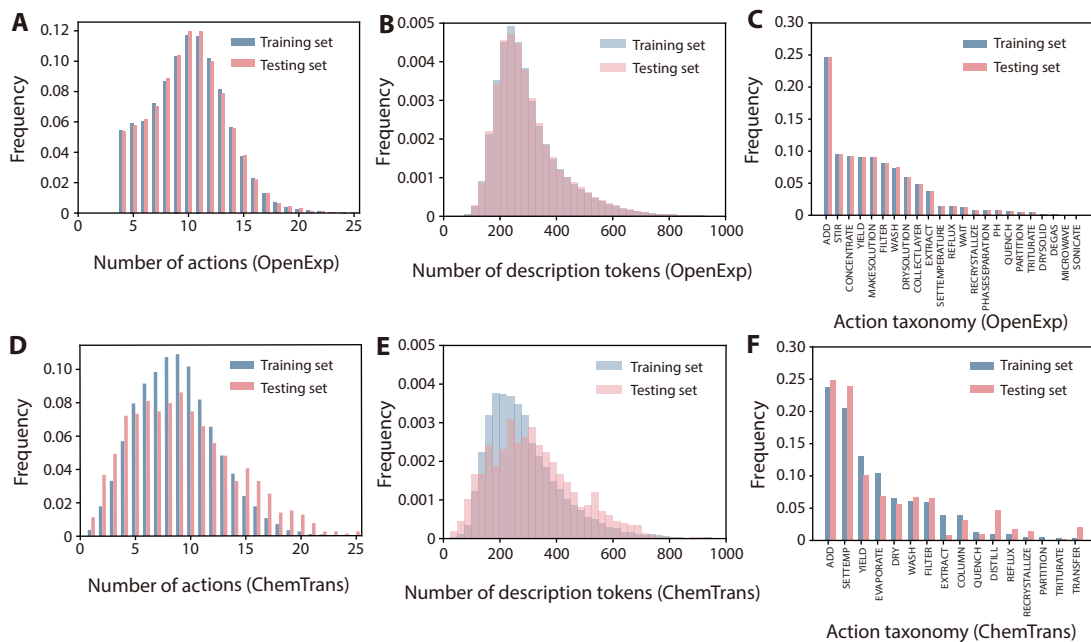 A
Frequency
0.12
0.10
0.08
0.06
0.04
0.02
0
5
10
15
20
25
Training set
Testing set
Number of actions (OpenExp)
B
Frequency
0.005
0.004
0.003
0.002
0.001
0.000
200
400
600
800
1000
Training set
Testing set
Number of description tokens (OpenExp)
C
Frequency
0.30
0.25
0.20
0.15
0.10
0.05
0
Training set
Testing set
ADD
STIR
CONCENTRATE
YIELD
MAKESOLUTION
FILTER
WASH
DRYSOLUTION
COLLECTLAYER
EXTRACT
SETTEMPERATURE
REFLUX
WAIT
RECRYSTALLIZE
PHASESEPARATION
PH
QUENCH
PARTITION
TRITURATE
DRYSOLID
DEGAS
MICROWAVE
SONICATE
Action taxonomy (OpenExp)
D
Frequency
0.10
0.08
0.06
0.04
0.02
0.00
0
5
10
15
20
25
Training set
Testing set
Number of actions (ChemTrans)
E
Frequency
0.005
0.004
0.003
0.002
0.001
0.000
0
200
400
600
800
1000
Training set
Testing set
Number of description tokens (ChemTrans)
F
Frequency
0.30
0.25
0.20
0.15
0.10
0.05
0
Training set
Testing set
ADD
SETTEMP
YIELD
EVAPORATE
DRY
WASH
FILTER
EXTRACT
COLUMN
QUENCH
DISTILL
REFLUX
RECRYSTALLIZE
PARTITION
TRITURATE
TRANSFER
Action taxonomy (ChemTrans)